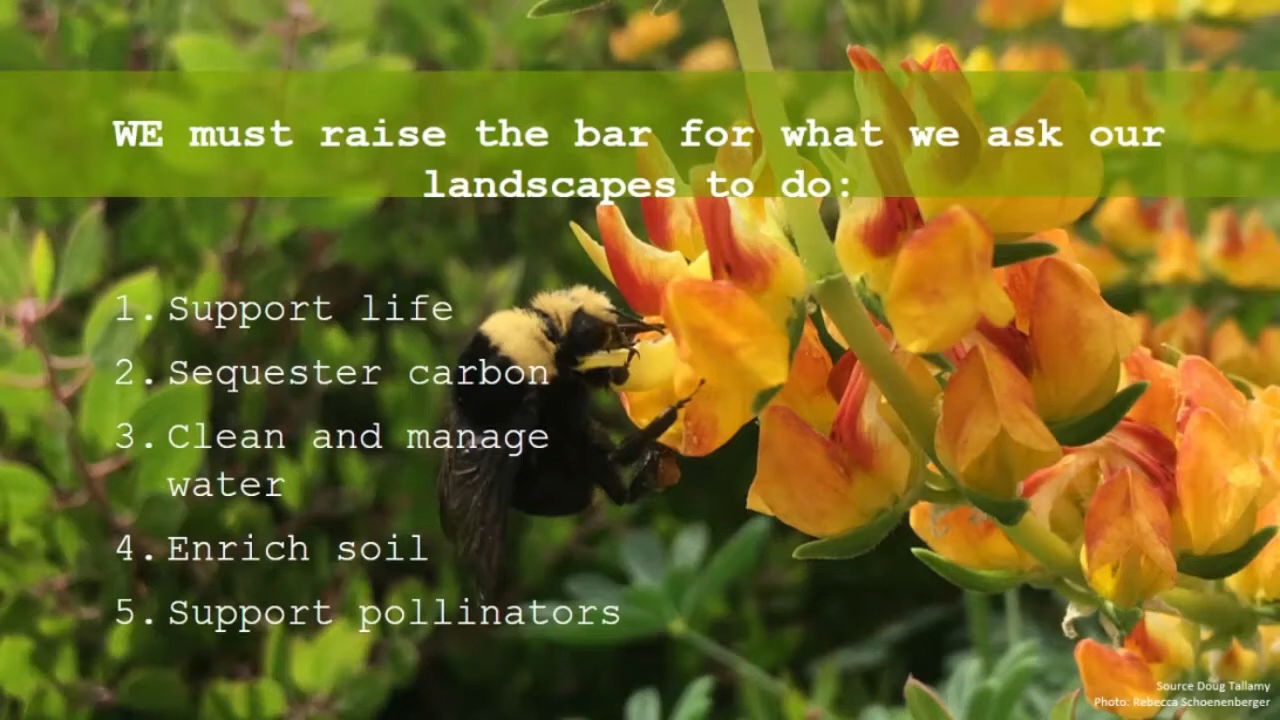 WE must raise the bar for what we ask our
landscapes to do:
1. Support life
2. Sequester carbon
3. Clean and manage
water
4. Enrich soil
5. Support pollinators
Source Doug Tallamy
Photo: Rebecca Schoenenberger